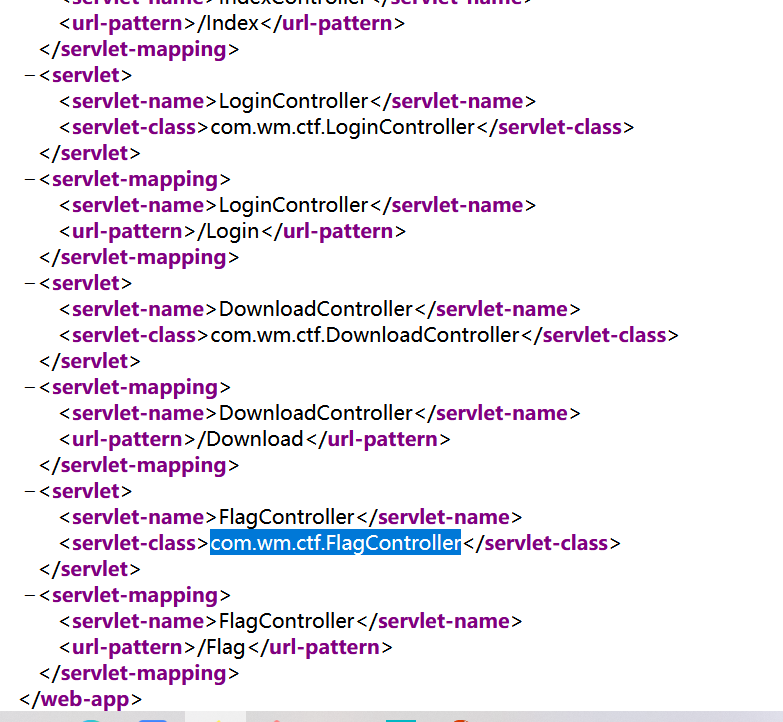 <servlet-name>IndexController</servlet-name>
<url-pattern>/Index</url-pattern>
</servlet-mapping>
–<servlet>
<servlet-name>LoginController</servlet-name>
<servlet-class>com.wm.ctf.LoginController</servlet-class>
</servlet>
–<servlet-mapping>
<servlet-name>LoginController</servlet-name>
<url-pattern>/Login</url-pattern>
</servlet-mapping>
–<servlet>
<servlet-name>DownloadController</servlet-name>
<servlet-class>com.wm.ctf.DownloadController</servlet-class>
</servlet>
–<servlet-mapping>
<servlet-name>DownloadController</servlet-name>
<url-pattern>/Download</url-pattern>
</servlet-mapping>
–<servlet>
<servlet-name>FlagController</servlet-name>
<servlet-class>com.wm.ctf.FlagController</servlet-class>
</servlet>
–<servlet-mapping>
<servlet-name>FlagController</servlet-name>
<url-pattern>/Flag</url-pattern>
</servlet-mapping>
</web-app>